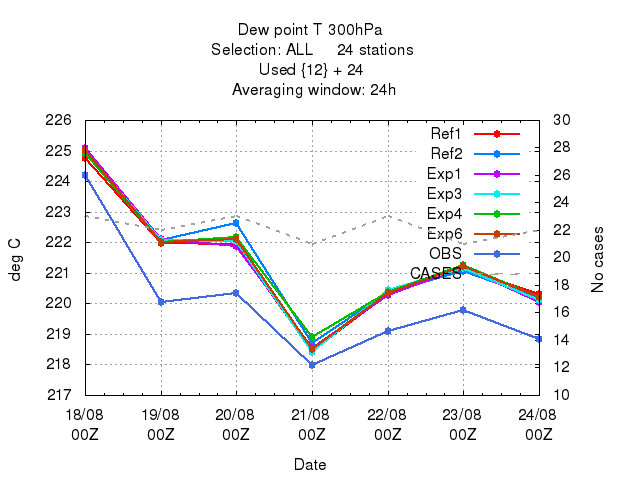 Dew point T 300hPa
Selection: ALL 24 stations
Used {12} + 24
Averaging window: 24h
226
225
224
223
222
221
220
219
218
217
deg C
30
28
26
24
22
20
18
16
14
12
10
No cases
Ref1
Ref2
Exp1
Exp3
Exp4
Exp6
OBS
CASES
18/08 19/08 20/08 21/08 22/08 23/08 24/08
00Z 00Z 00Z 00Z 00Z 00Z 00Z
Date